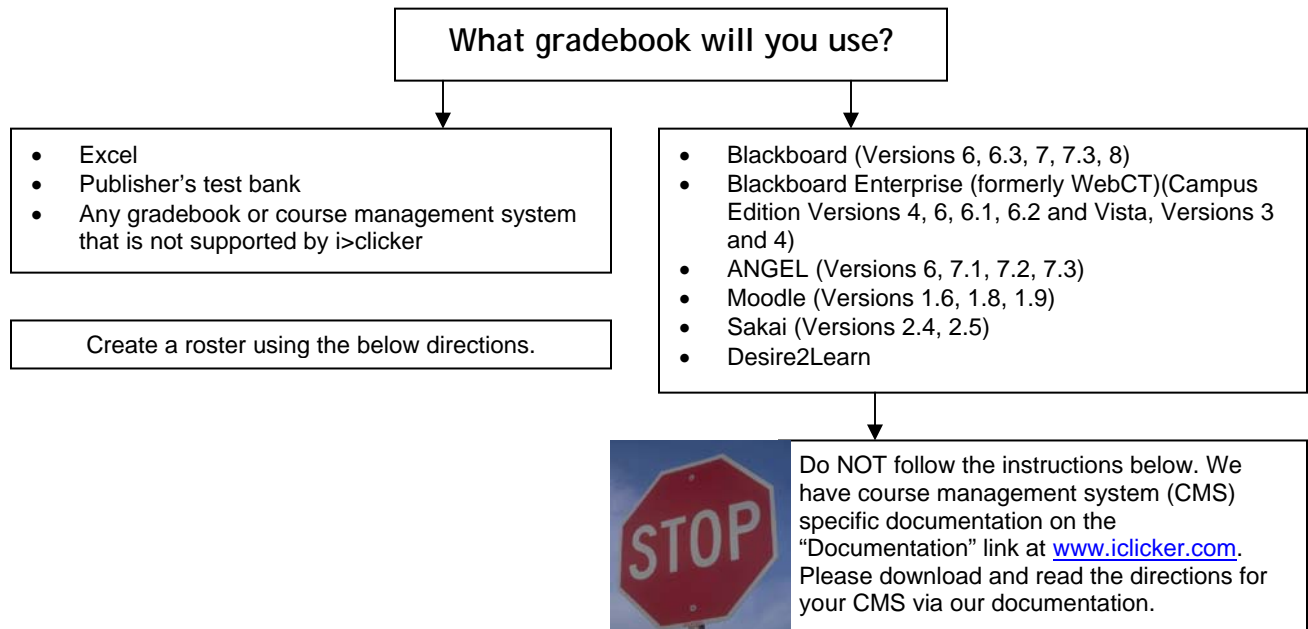 What gradebook will you use?
• Excel
• Publisher’s test bank
• Any gradebook or course management system
that is not supported by i>clicker
Create a roster using the below directions.
• Blackboard (Versions 6, 6.3, 7, 7.3, 8)
• Blackboard Enterprise (formerly WebCT)(Campus
Edition Versions 4, 6, 6.1, 6.2 and Vista, Versions 3
and 4)
• ANGEL (Versions 6, 7.1, 7.2, 7.3)
• Moodle (Versions 1.6, 1.8, 1.9)
• Sakai (Versions 2.4, 2.5)
• Desire2Learn
STOP
Do NOT follow the instructions below. We
have course management system (CMS)
specific documentation on the
“Documentation” link at www.iclicker.com.
Please download and read the directions for
your CMS via our documentation.